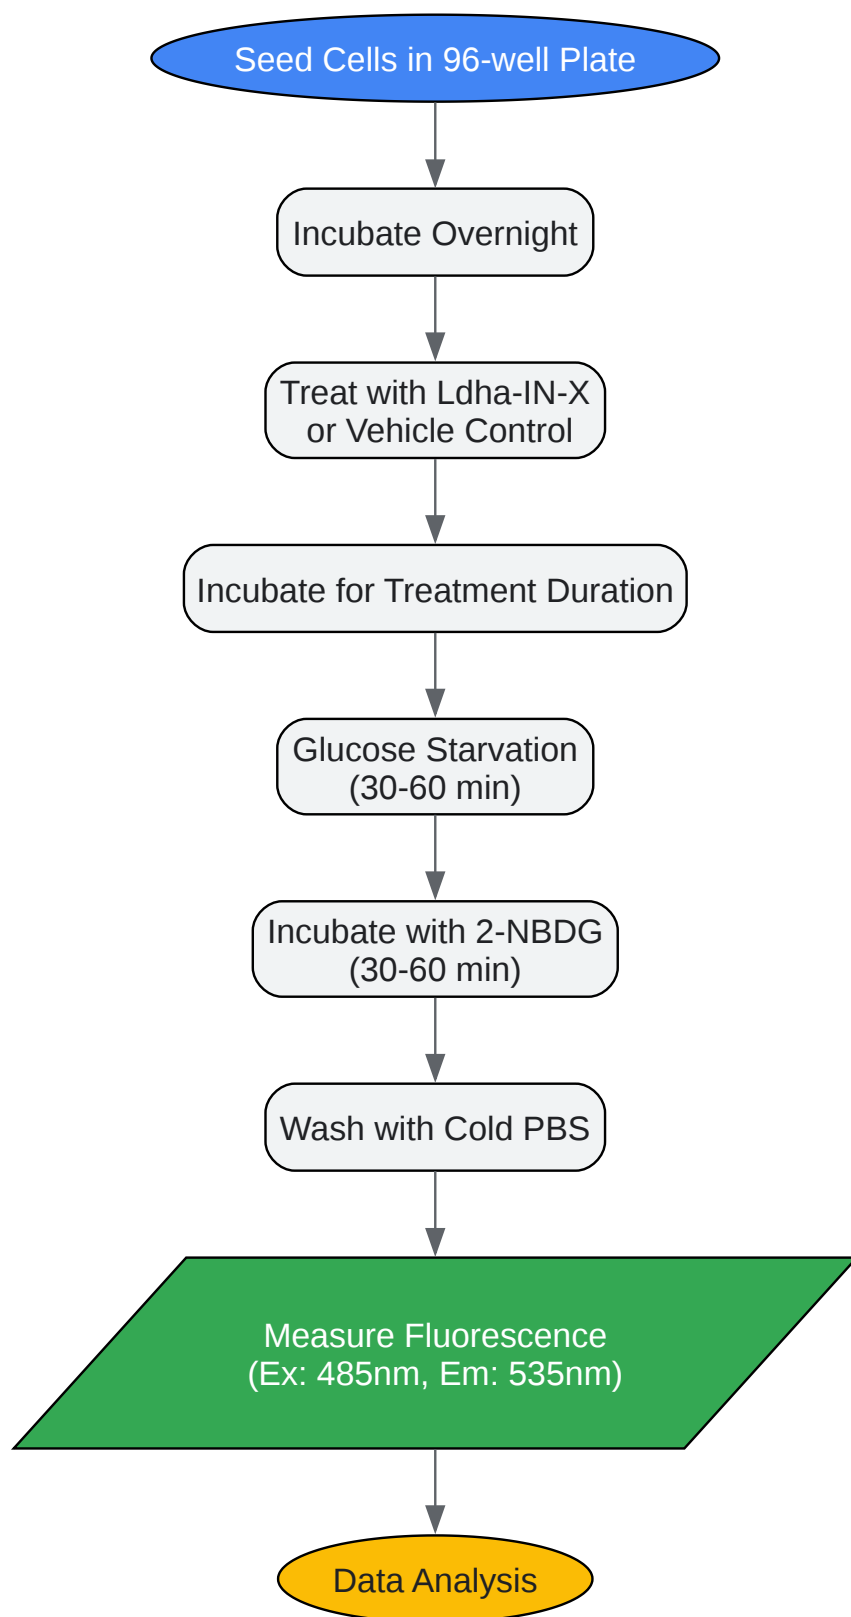 Seed Cells in 96-well Plate
Incubate Overnight
Treat with Ldha-IN-X
or Vehicle Control
Incubate for Treatment Duration
Glucose Starvation
(30-60 min)
Incubate with 2-NBDG
(30-60 min)
Wash with Cold PBS
Measure Fluorescence
(Ex: 485nm, Em: 535nm)
Data Analysis